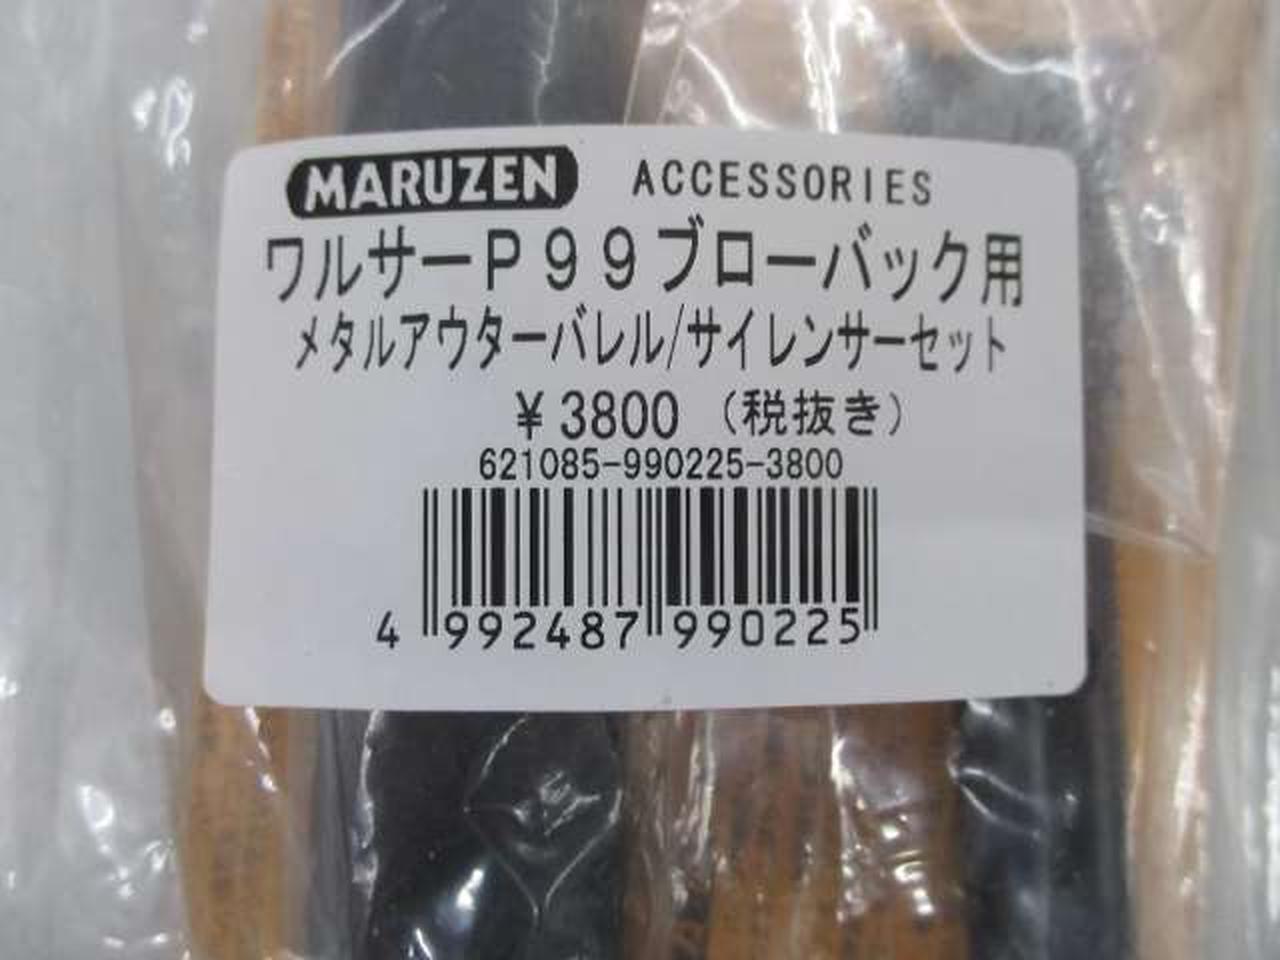 MARUZEN ACCESSORIES
ワルサーP99ブローバック用
メタルアウターバレル/サイレンサーセット
¥3800 (税抜き)
621085-990225-3800
4 992487 990225